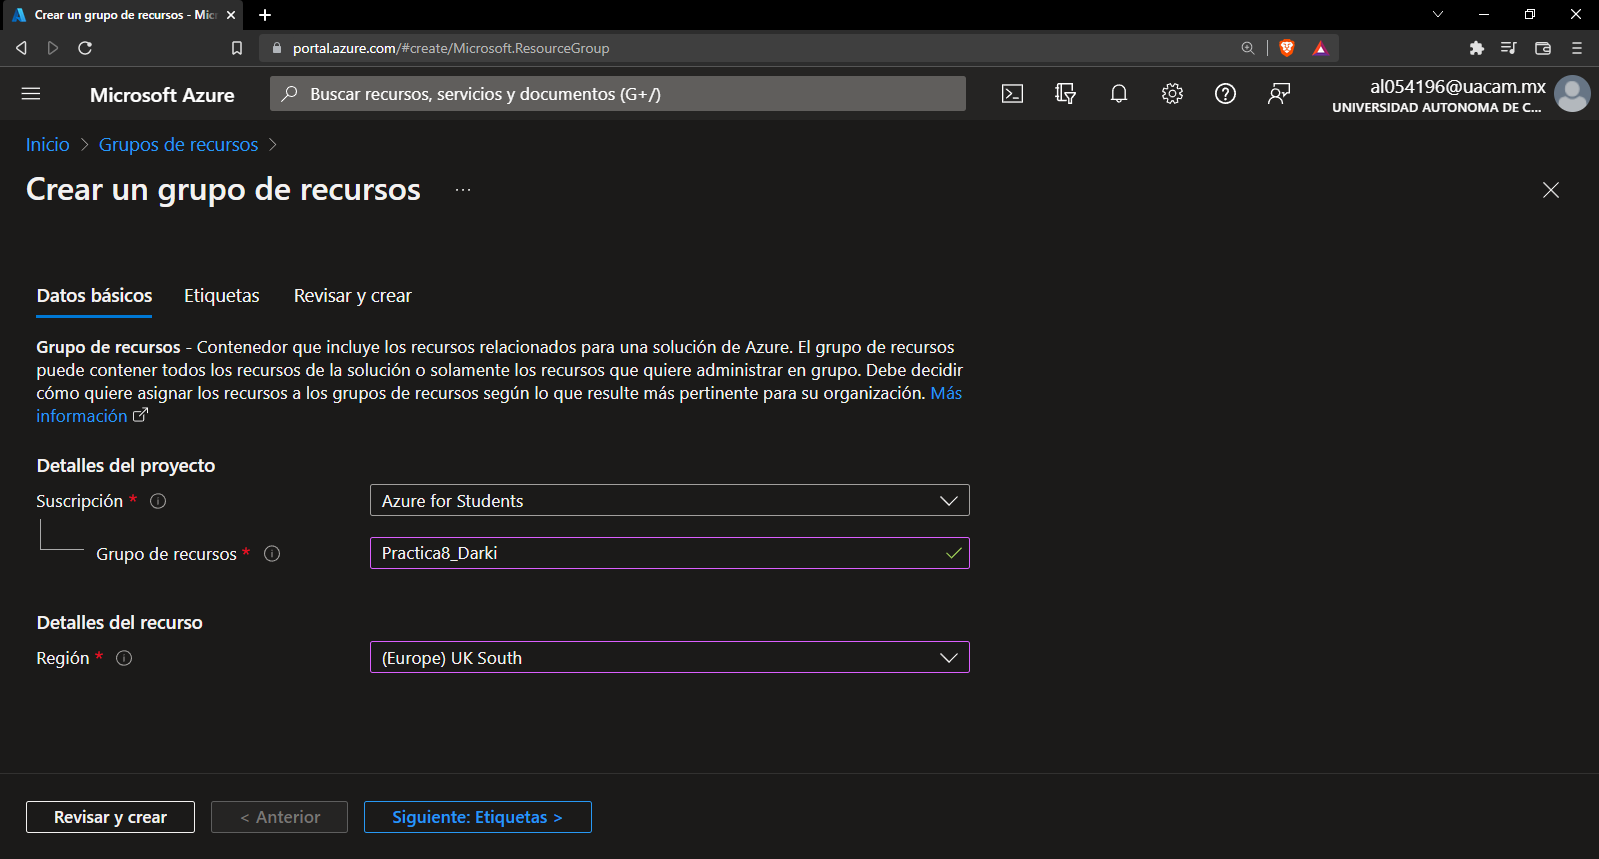 Crear un grupo de recursos - Mic
portal.azure.com/#create/Microsoft.ResourceGroup
Microsoft Azure
Buscar recursos, servicios y documentos (G+/)
al054196@uacam.mx
UNIVERSIDAD AUTONOMA DE C...
Inicio > Grupos de recursos >
Crear un grupo de recursos ...
Datos básicos Etiquetas Revisar y crear
Grupo de recursos - Contenedor que incluye los recursos relacionados para una solución de Azure. El grupo de recursos
puede contener todos los recursos de la solución o solamente los recursos que quiere administrar en grupo. Debe decidir
cómo quiere asignar los recursos a los grupos de recursos según lo que resulte más pertinente para su organización. Más
información
Detalles del proyecto
Suscripción * Azure for Students
Grupo de recursos * Practica8_Darki
Detalles del recurso
Región * (Europe) UK South
Revisar y crear < Anterior Siguiente: Etiquetas >